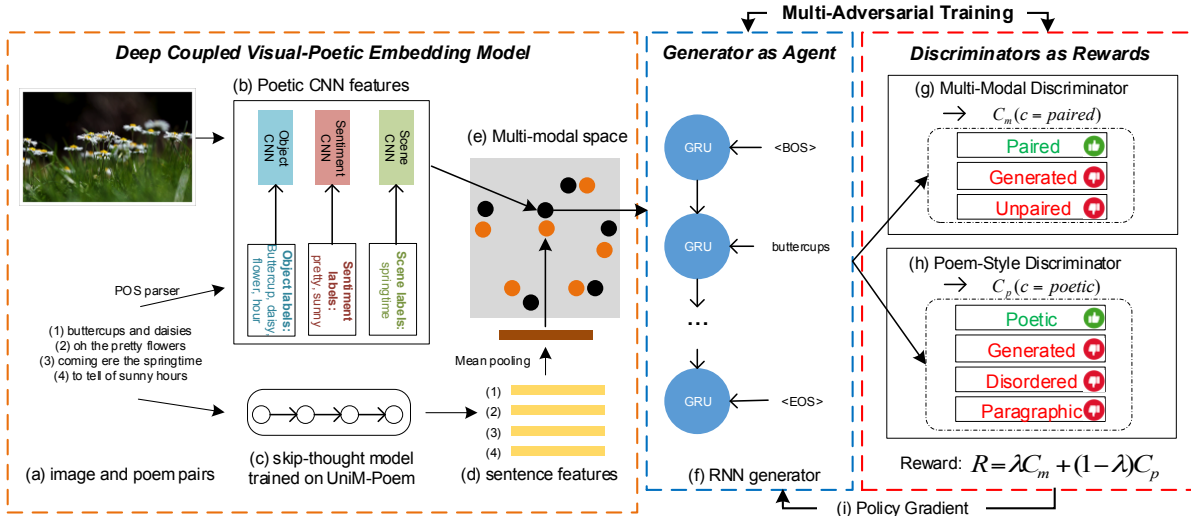 Multi-Adversarial Training
Deep Coupled Visual-Poetic Embedding Model
(b) Poetic CNN features
Object
CNN
Sentiment
CNN
Scene
CNN
Object labels:
Buttercup, daisy,
flower, hour
Sentiment
labels:
pretty, sunny
Scene labels:
springtime
POS parser
(1) buttercups and daisies
(2) oh the pretty flowers
(3) coming ere the springtime
(4) to tell of sunny hours
(a) image and poem pairs
(c) skip-thought model
trained on UniM-Poem
(e) Multi-modal space
Mean pooling
(1)
(2)
(3)
(4)
(d) sentence features
Generator as Agent
GRU
<BOS>
GRU
buttercups
...
GRU
<EOS>
(f) RNN generator
Discriminators as Rewards
(g) Multi-Modal Discriminator
C_m(c = paired)
Paired
Generated
Unpaired
(h) Poem-Style Discriminator
C_p(c = poetic)
Poetic
Generated
Disordered
Paragraphic
Reward: R = λC_m + (1−λ)C_p
(i) Policy Gradient